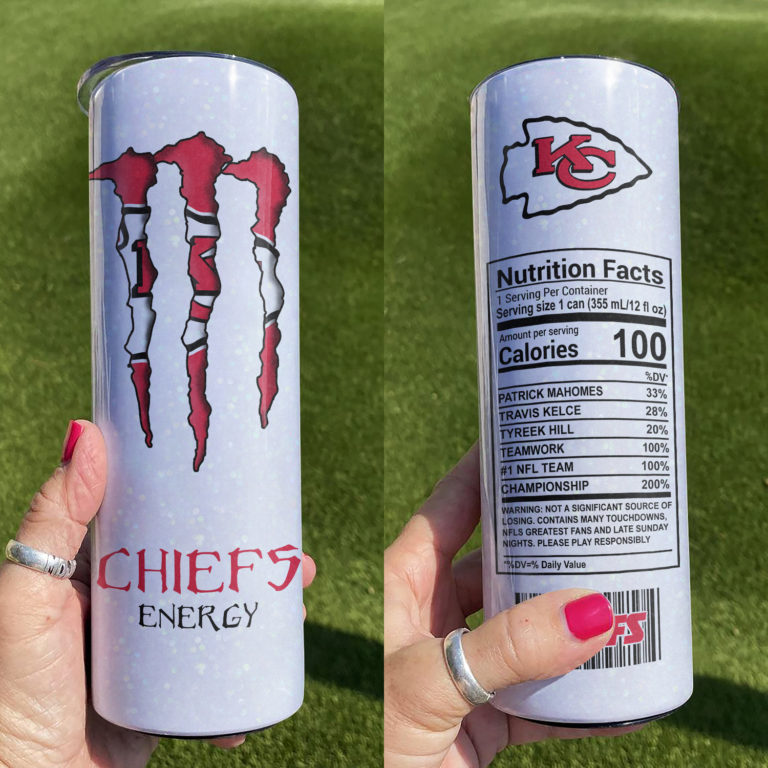 CHIEFS
ENERGY
KC
Nutrition Facts
1 Serving Per Container
Serving size 1 can (355 mL/12 fl oz)
Amount per serving
Calories 100
%DV*
PATRICK MAHOMES 33%
TRAVIS KELCE 28%
TYREEK HILL 20%
TEAMWORK 100%
#1 NFL TEAM 100%
CHAMPIONSHIP 200%
WARNING: NOT A SIGNIFICANT SOURCE OF
LOSING. CONTAINS MANY TOUCHDOWNS,
NFLS GREATEST FANS AND LATE SUNDAY
NIGHTS. PLEASE PLAY RESPONSIBLY
*%DV=% Daily Value